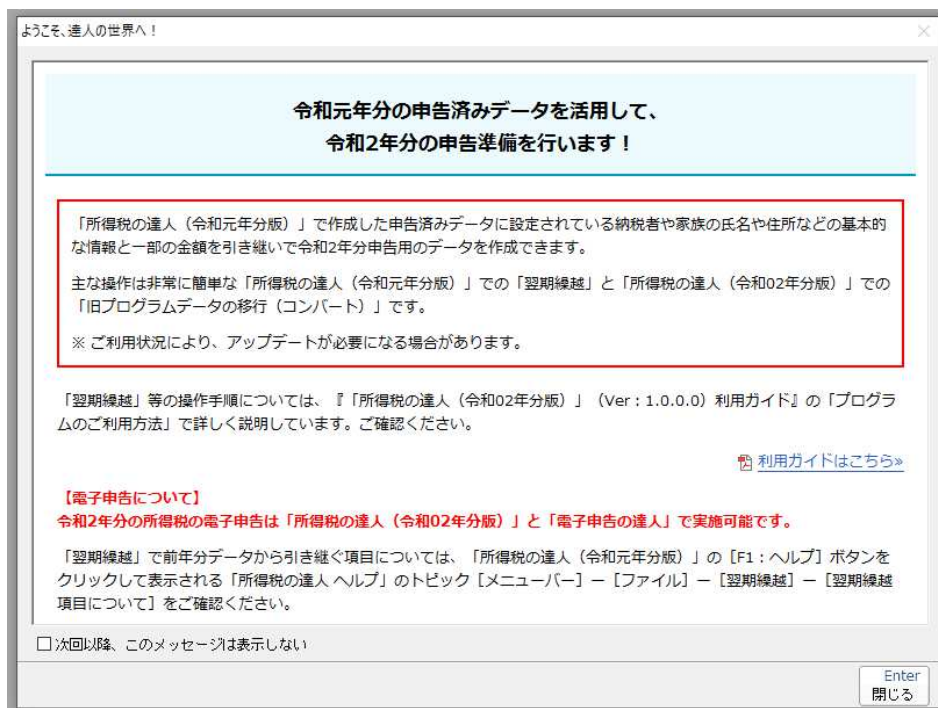 ようこそ、達人の世界へ！
令和元年分の申告済みデータを活用して、
令和2年分の申告準備を行います！
「所得税の達人（令和元年分版）」で作成した申告済みデータに設定されている納税者や家族の氏名や住所などの基本的
な情報と一部の金額を引き継いで令和2年分申告用のデータを作成できます。
主な操作は非常に簡単な「所得税の達人（令和元年分版）」での「翌期繰越」と「所得税の達人（令和02年分版）」での
「旧プログラムデータの移行（コンバート）」です。
※ ご利用状況により、アップデートが必要になる場合があります。
「翌期繰越」等の操作手順については、『「所得税の達人（令和02年分版）」（Ver：1.0.0.0）利用ガイド』の「プログラ
ムのご利用方法」で詳しく説明しています。ご確認ください。
利用ガイドはこちら»
【電子申告について】
令和2年分の所得税の電子申告は「所得税の達人（令和02年分版）」と「電子申告の達人」で実施可能です。
「翌期繰越」で前年分データから引き継ぐ項目については、「所得税の達人（令和元年分版）」の［F1：ヘルプ］ボタンを
クリックして表示される「所得税の達人 ヘルプ」のトピック［メニューバー］－［ファイル］－［翌期繰越］－［翌期繰越
項目について］をご確認ください。
次回以降、このメッセージは表示しない
Enter
閉じる